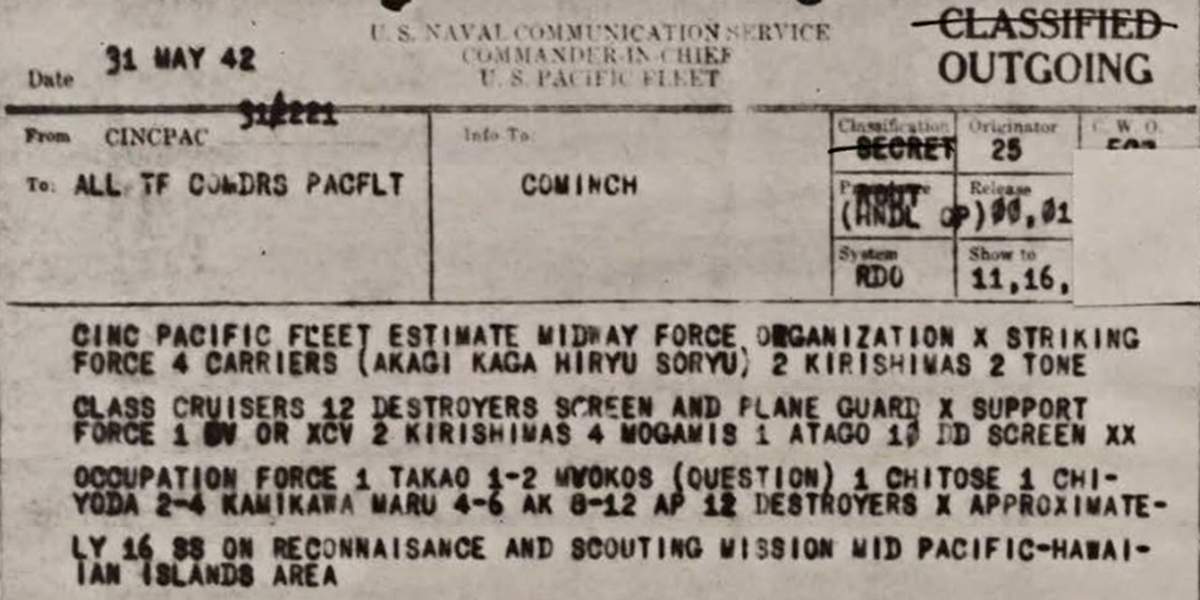 U. S. NAVAL COMMUNICATION SERVICE
COMMANDER IN CHIEF
U. S. PACIFIC FLEET
CLASSIFIED
OUTGOING
Date 31 MAY 42
From CINCPAC
To: ALL TF COMDRS PACFLT
Info To:
COMINCH
Classification
SECRET
Originator
25
C. W. O.
Release
00,01
(HNDL OP)
System
RDO
Show to
11,16,
CINC PACIFIC FLEET ESTIMATE MIDWAY FORCE ORGANIZATION X STRIKING
FORCE 4 CARRIERS (AKAGI KAGA HIRYU SORYU) 2 KIRISHIMAS 2 TONE
CLASS CRUISERS 12 DESTROYERS SCREEN AND PLANE GUARD X SUPPORT
FORCE 1 OR XCV 2 KIRISHIMAS 4 MOGAMIS 1 ATAGO DD SCREEN XX
OCCUPATION FORCE 1 TAKAO 1-2 MYOKOS (QUESTION) 1 CHITOSE 1 CHI-
YODA 2-4 KAMIKAWA MARU 4-6 AK 8-12 AP 12 DESTROYERS X APPROXIMATE-
LY 16 SS ON RECONNAISANCE AND SCOUTING MISSION MID PACIFIC-HAWAI-
IAN ISLANDS AREA